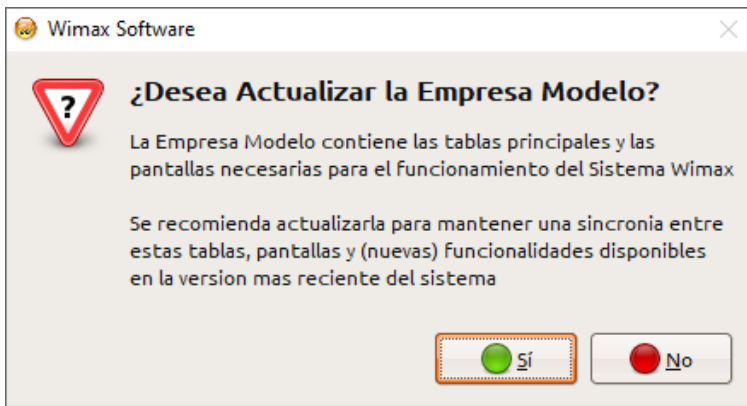 Wimax Software
?
¿Desea Actualizar la Empresa Modelo?
La Empresa Modelo contiene las tablas principales y las
pantallas necesarias para el funcionamiento del Sistema Wimax
Se recomienda actualizarla para mantener una sincronia entre
estas tablas, pantallas y (nuevas) funcionalidades disponibles
en la version mas reciente del sistema
Sí
No